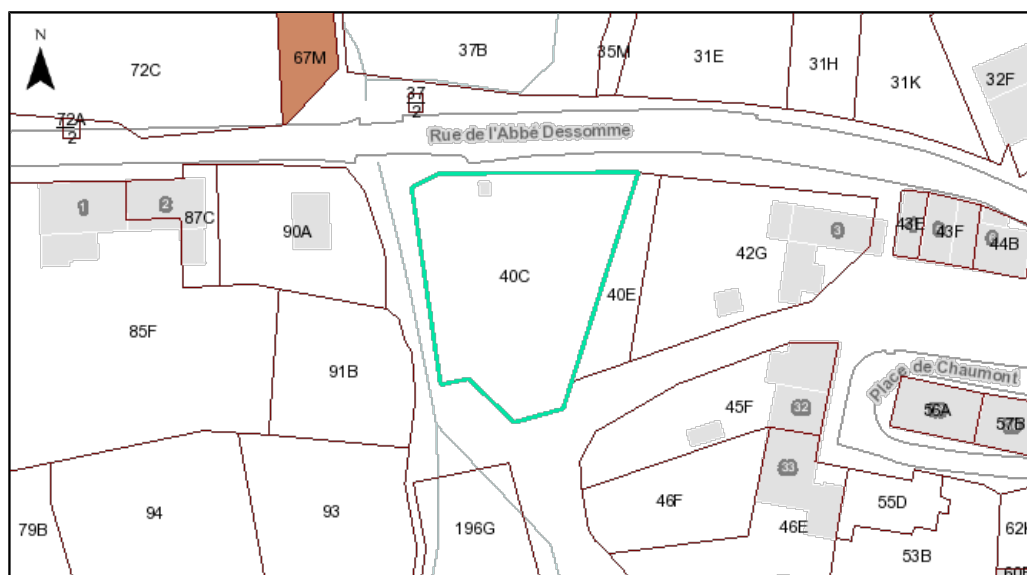 N
72C
67M
37B
35M
31E
31H
31K
32F
72A
2
37
2
Rue de l'Abbé Dessomme
1
2
87C
90A
40C
40E
42G
3
43E
43F
44B
85F
91B
45F
32
Place de Chaumont
56A
57B
33
79B
94
93
196G
46F
46E
55D
53B